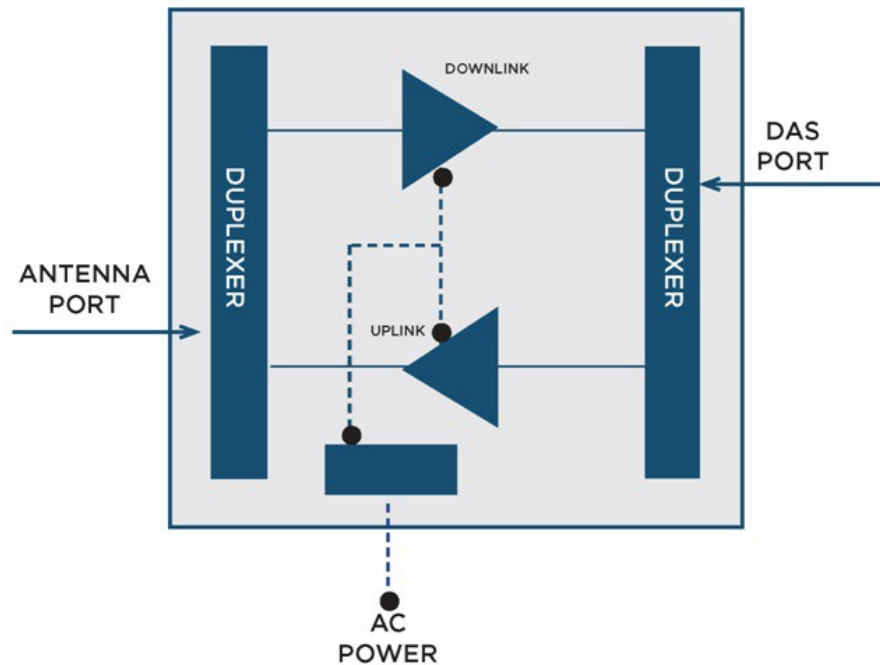 DOWNLINK
DUPLEXER
DUPLEXER
DAS
PORT
ANTENNA
PORT
UPLINK
AC
POWER